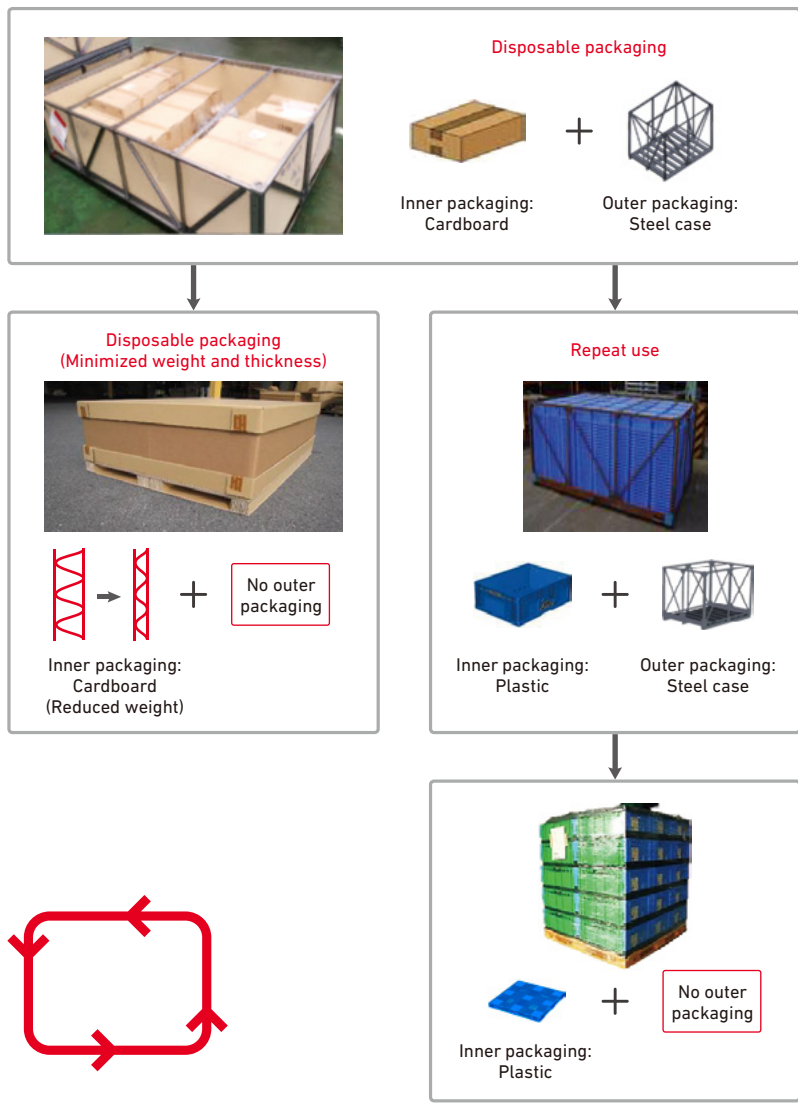 Disposable packaging
Inner packaging:
Cardboard
Outer packaging:
Steel case
Disposable packaging
(Minimized weight and thickness)
No outer
packaging
Inner packaging:
Cardboard
(Reduced weight)
Repeat use
Inner packaging:
Plastic
Outer packaging:
Steel case
No outer
packaging
Inner packaging:
Plastic